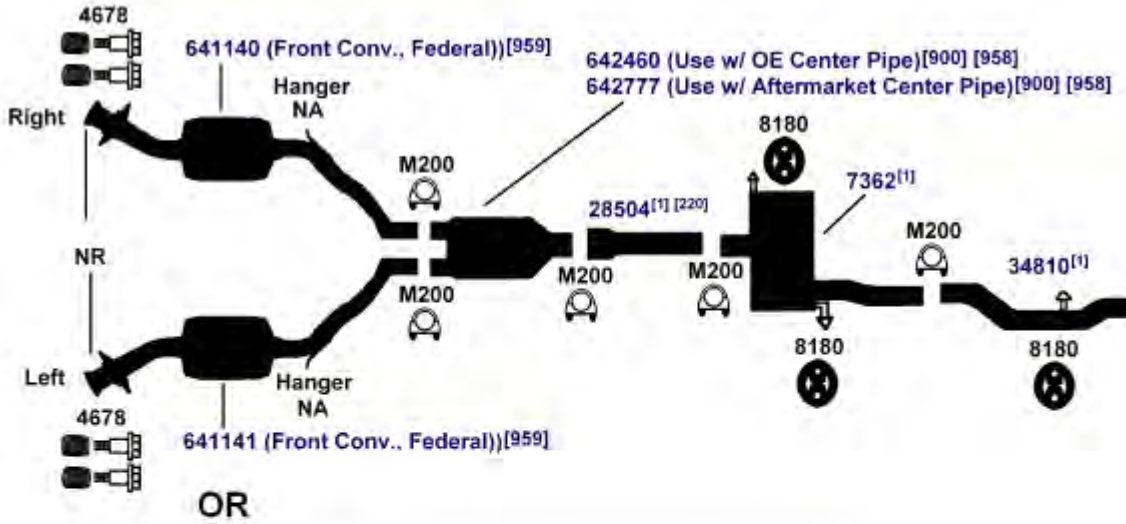 4678
641140 (Front Conv., Federal))[959]
642460 (Use w/ OE Center Pipe)[900] [958]
642777 (Use w/ Aftermarket Center Pipe)[900] [958]
Hanger
NA
Right
8180
M200
7362[1]
28504[1] [220]
M200
NR
34810[1]
M200
M200
M200
8180
8180
Left
Hanger
NA
4678
641141 (Front Conv., Federal))[959]
OR